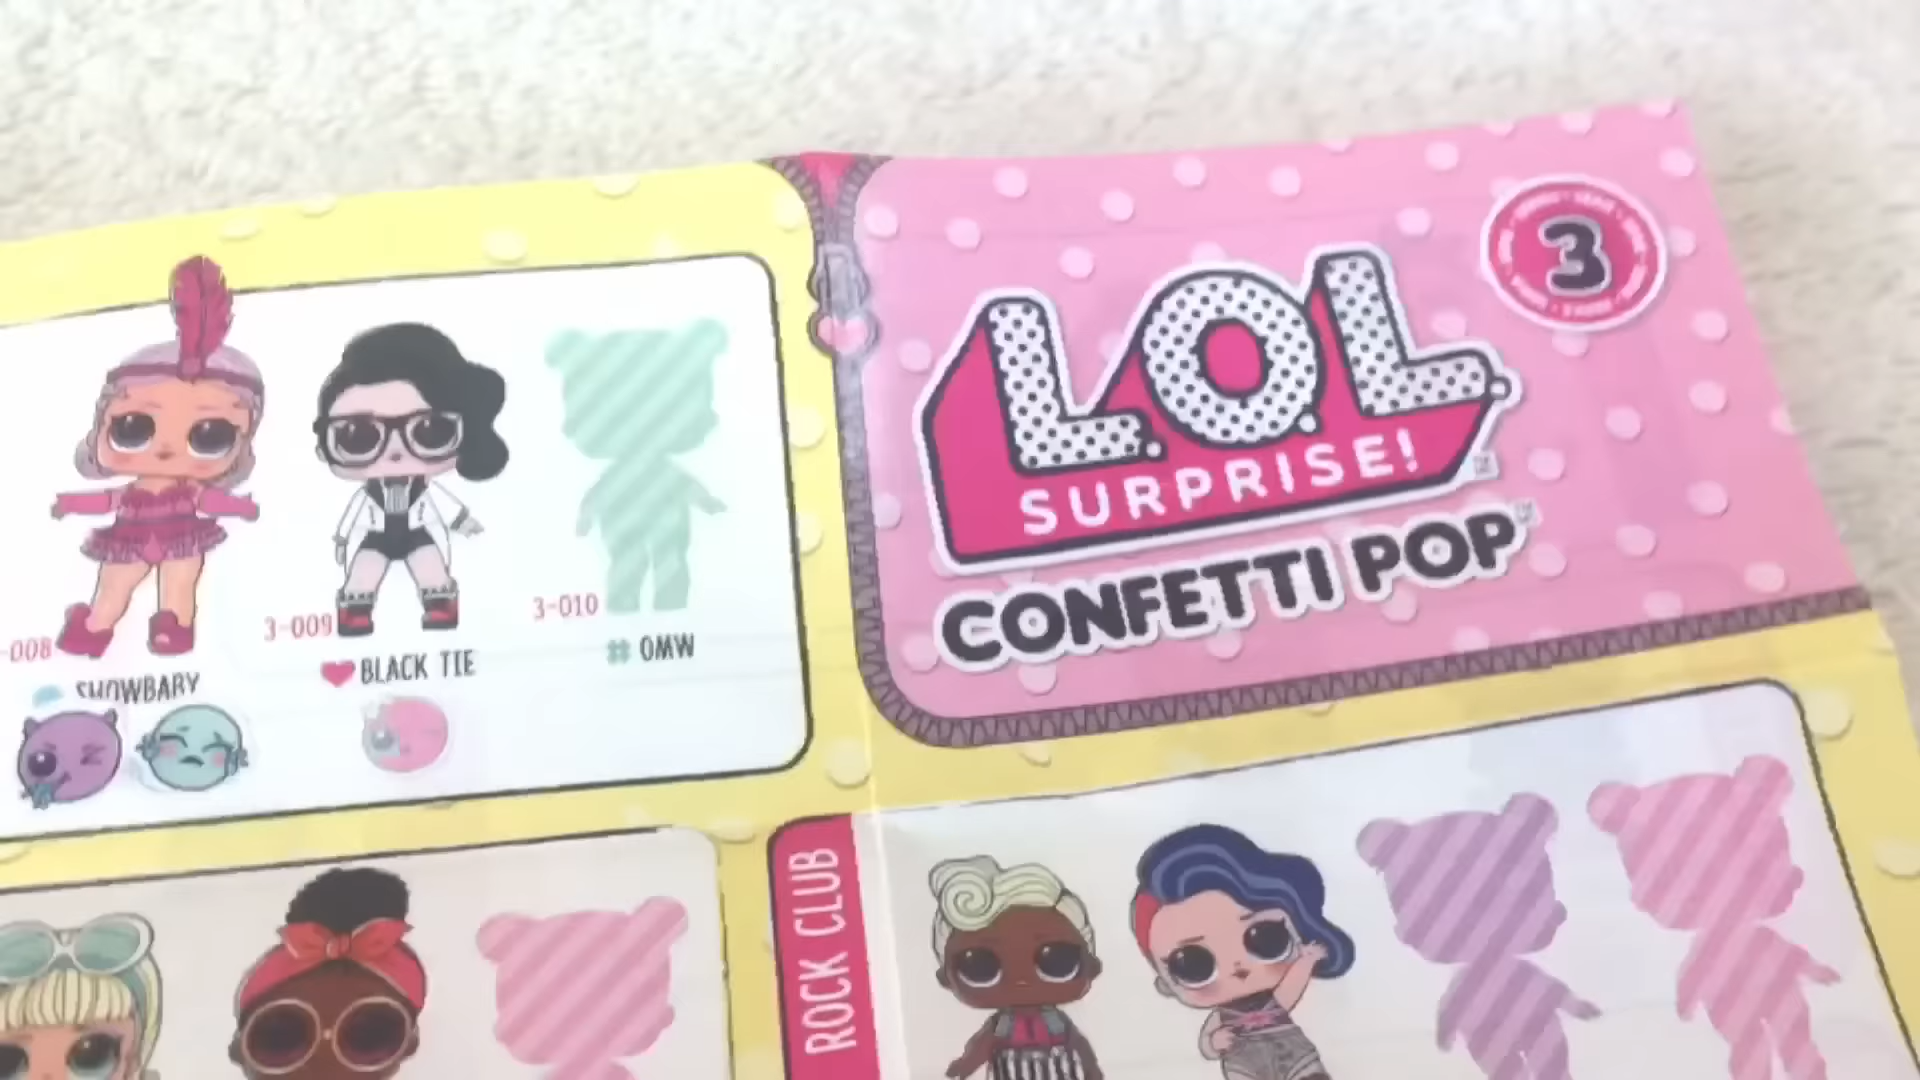 3
L.O.L.
SURPRISE!
CONFETTI POP
-008
SHOWBABY
3-009
BLACK TIE
3-010
# OMW
ROCK CLUB